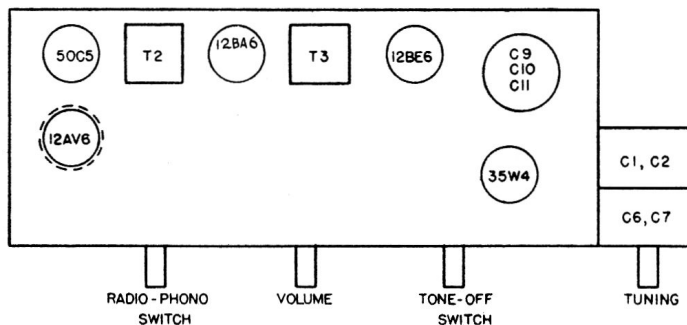 50C5
T2
12BA6
T3
12BE6
C9
C10
C11
12AV6
35W4
C1, C2
C6, C7
RADIO-PHONO
SWITCH
VOLUME
TONE-OFF
SWITCH
TUNING